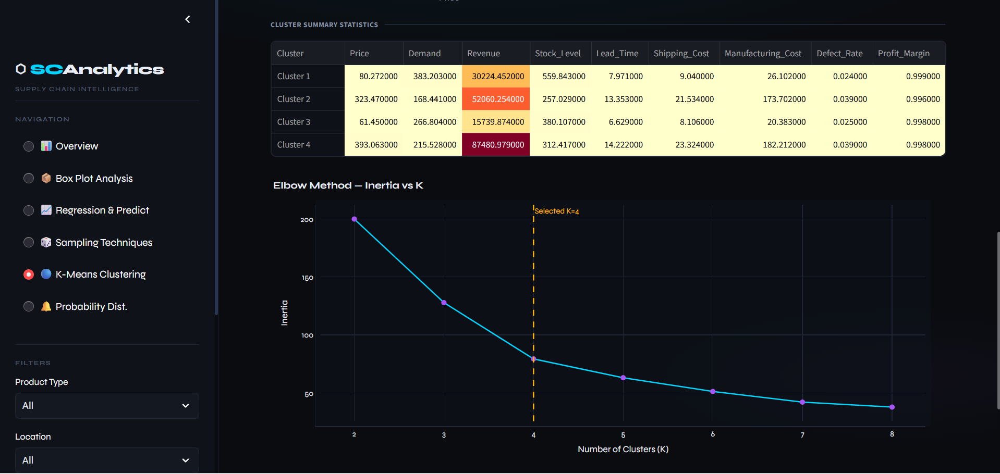 SCAnalytics
SUPPLY CHAIN INTELLIGENCE
NAVIGATION
Overview
Box Plot Analysis
Regression & Predict
Sampling Techniques
K-Means Clustering
Probability Dist.
FILTERS
Product Type
All
Location
All
CLUSTER SUMMARY STATISTICS
Cluster Price Demand Revenue Stock_Level Lead_Time Shipping_Cost Manufacturing_Cost Defect_Rate Profit_Margin
Cluster 1 80.272000 383.203000 30224.452000 559.843000 7.971000 9.040000 26.102000 0.024000 0.999000
Cluster 2 323.470000 168.441000 52060.254000 257.029000 13.353000 21.534000 173.702000 0.039000 0.996000
Cluster 3 61.450000 266.804000 15739.874000 380.107000 6.629000 8.106000 20.383000 0.025000 0.998000
Cluster 4 393.063000 215.528000 87480.979000 312.417000 14.222000 23.324000 182.212000 0.039000 0.998000
Elbow Method — Inertia vs K
Selected K=4
200
150
100
50
Inertia
2 3 4 5 6 7 8
Number of Clusters (K)